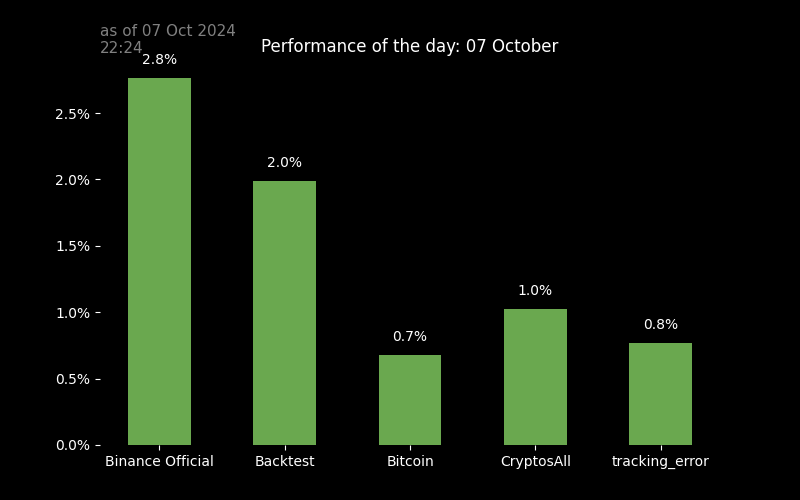 as of 07 Oct 2024
22:24
Performance of the day: 07 October
2.8%
2.5%
2.0%
2.0%
1.5%
1.0%
1.0%
0.7%
0.8%
0.5%
0.0%
Binance Official
Backtest
Bitcoin
CryptosAll
tracking_error